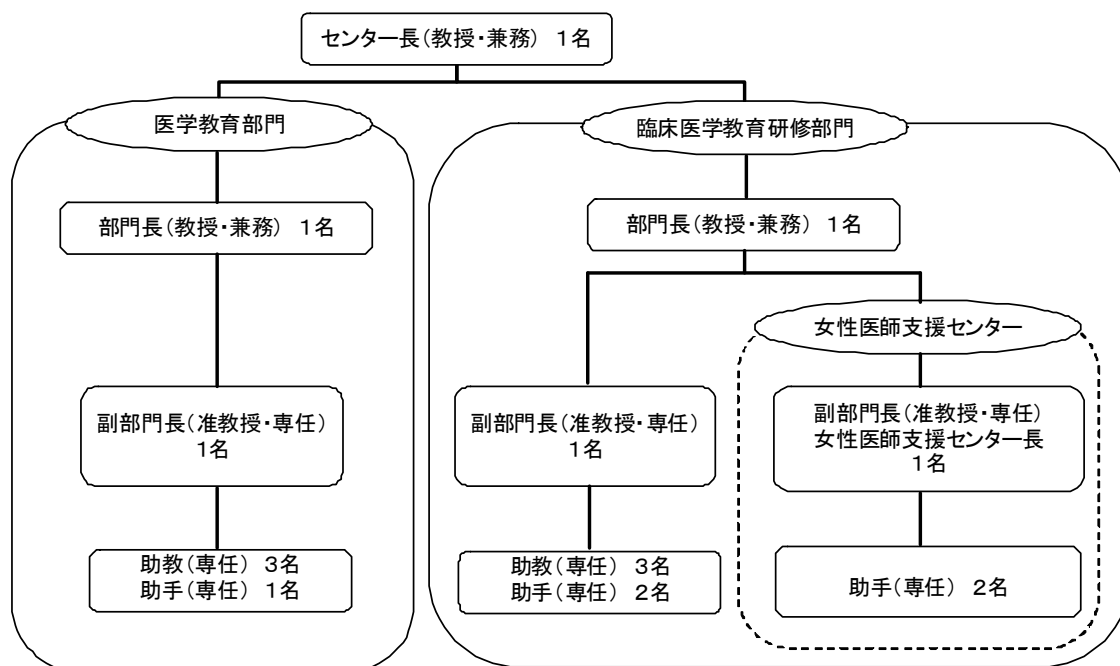 センター長(教授・兼務) 1名
医学教育部門
臨床医学教育研修部門
部門長(教授・兼務) 1名
部門長(教授・兼務) 1名
女性医師支援センター
副部門長(准教授・専任)
1名
副部門長(准教授・専任)
1名
副部門長(准教授・専任)
女性医師支援センター長
1名
助教(専任) 3名
助手(専任) 1名
助教(専任) 3名
助手(専任) 2名
助手(専任) 2名